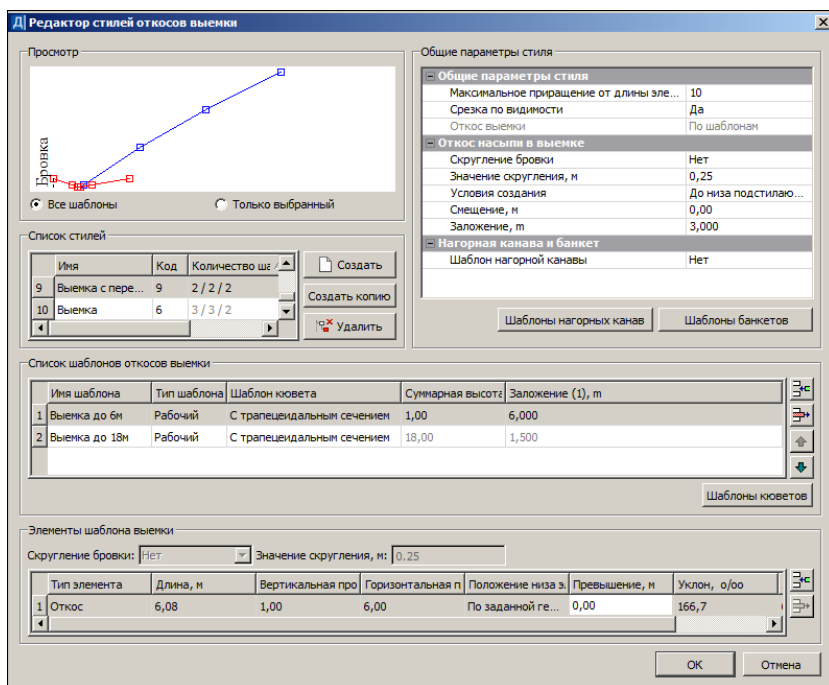 Редактор стилей откосов выемки
Просмотр
Бровка
Все шаблоны
Только выбранный
Общие параметры стиля
Общие параметры стиля
Максимальное приращение от длины эле... 10
Срезка по видимости Да
Откос выемки По шаблонам
Откос насыпи в выемке
Скругление бровки Нет
Значение скругления, м 0,25
Условия создания До низа подстилаю...
Смещение, м 0,00
Заложение, m 3,000
Нагорная канава и банкет
Шаблон нагорной канавы Нет
Шаблоны нагорных канав
Шаблоны банкетов
Список стилей
Имя Код Количество ша
9 Выемка с пере... 9 2 / 2 / 2
10 Выемка 6 3 / 3 / 2
Создать
Создать копию
Удалить
Список шаблонов откосов выемки
Имя шаблона Тип шаблона Шаблон кювета Суммарная высота Заложение (1), m
1 Выемка до 6м Рабочий С трапецеидальным сечением 1,00 6,000
2 Выемка до 18м Рабочий С трапецеидальным сечением 18,00 1,500
Шаблоны кюветов
Элементы шаблона выемки
Скругление бровки: Нет Значение скругления, м: 0.25
Тип элемента Длина, м Вертикальная про Горизонтальная п Положение низа э. Превышение, м Уклон, о/оо
1 Откос 6,08 1,00 6,00 По заданной ге... 0,00 166,7
OK
Отмена